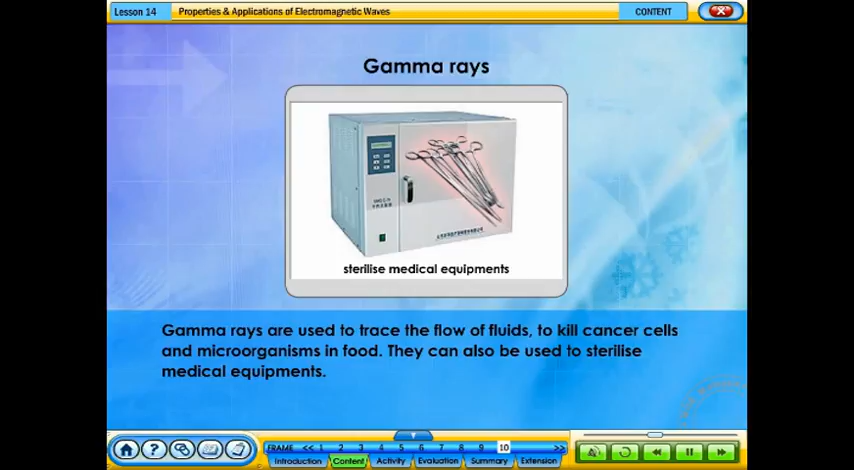 Lesson 14
Properties & Applications of Electromagnetic Waves
CONTENT
Gamma rays
sterilise medical equipments
Gamma rays are used to trace the flow of fluids, to kill cancer cells
and microorganisms in food. They can also be used to sterilise
medical equipments.
FRAME << 1 2 3 4 5 6 7 8 9 10 >>
Introduction Content Activity Evaluation Summary Extension